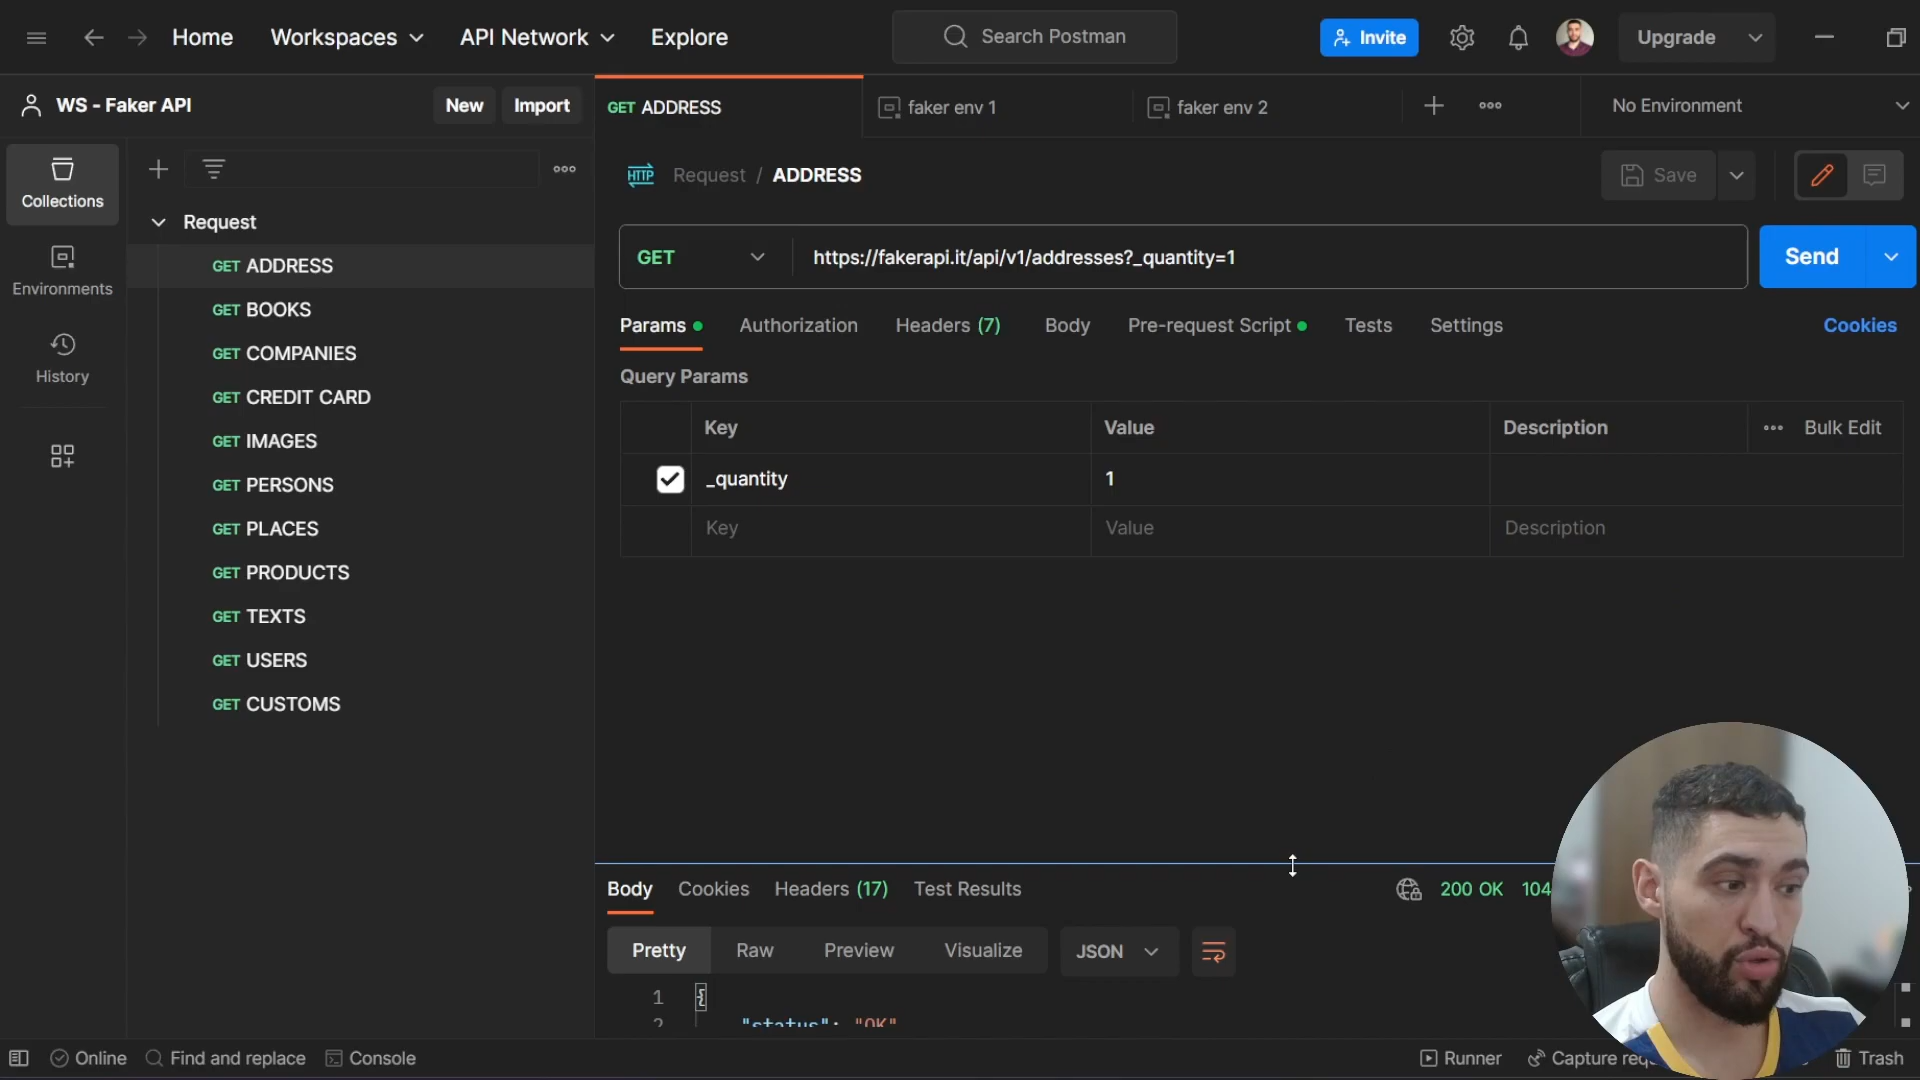 Home
Workspaces
API Network
Explore
Search Postman
Invite
Upgrade
WS - Faker API
New
Import
GET ADDRESS
faker env 1
faker env 2
No Environment
Collections
Environments
History
Request
GET ADDRESS
GET BOOKS
GET COMPANIES
GET CREDIT CARD
GET IMAGES
GET PERSONS
GET PLACES
GET PRODUCTS
GET TEXTS
GET USERS
GET CUSTOMS
HTTP Request / ADDRESS
Save
GET
https://fakerapi.it/api/v1/addresses?_quantity=1
Send
Params
Authorization
Headers (7)
Body
Pre-request Script
Tests
Settings
Cookies
Query Params
Key
Value
Description
Bulk Edit
_quantity
1
Key
Value
Description
Body
Cookies
Headers (17)
Test Results
200 OK
104
Pretty
Raw
Preview
Visualize
JSON
1 {
2 "status": "OK"
Online
Find and replace
Console
Runner
Capture req
Trash